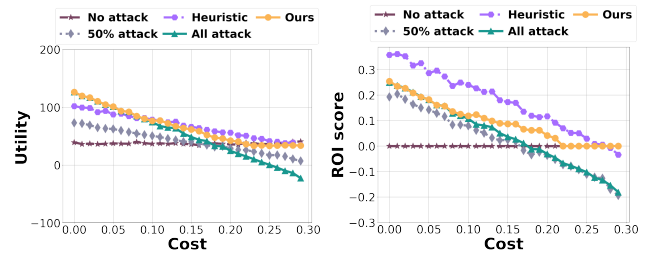 No attack Heuristic Ours
50% attack All attack
200
100
0
−100
0.00 0.05 0.10 0.15 0.20 0.25 0.30
Utility
Cost
No attack Heuristic Ours
50% attack All attack
0.3
0.2
0.1
0.0
−0.1
−0.2
−0.3
0.00 0.05 0.10 0.15 0.20 0.25 0.30
ROI score
Cost